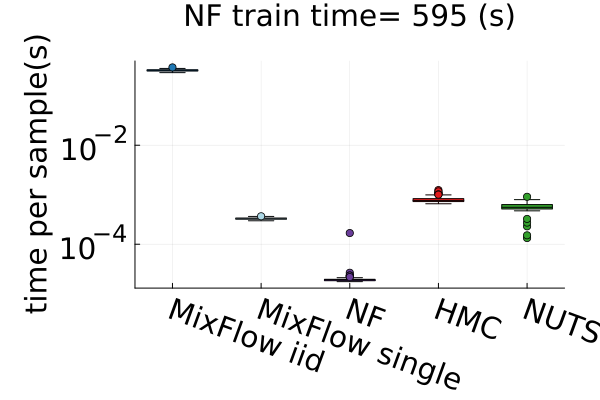 NF train time= 595 (s)
time per sample(s)
10−2
10−4
MixFlow iid
MixFlow single
NF
HMC
NUTS